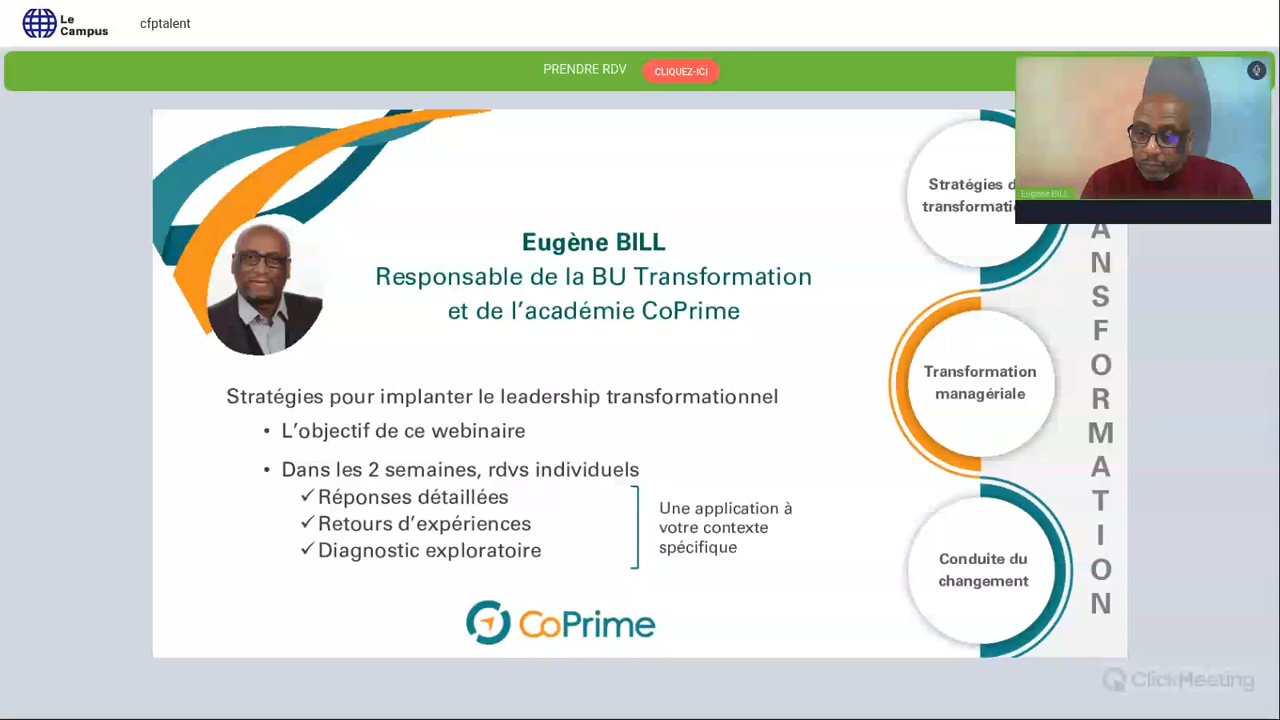 Le
Campus
cfptalent
PRENDRE RDV
CLIQUEZ-ICI
Eugene BILL
Eugène BILL
Responsable de la BU Transformation
et de l’académie CoPrime
Stratégies pour implanter le leadership transformationnel
• L’objectif de ce webinaire
• Dans les 2 semaines, rdvs individuels
✓Réponses détaillées
✓Retours d’expériences
✓Diagnostic exploratoire
Une application à
votre contexte
spécifique
CoPrime
Stratégies
Transformation
managériale
Conduite du
changement
A
N
S
F
O
R
M
A
T
I
O
N
ClickMeeting